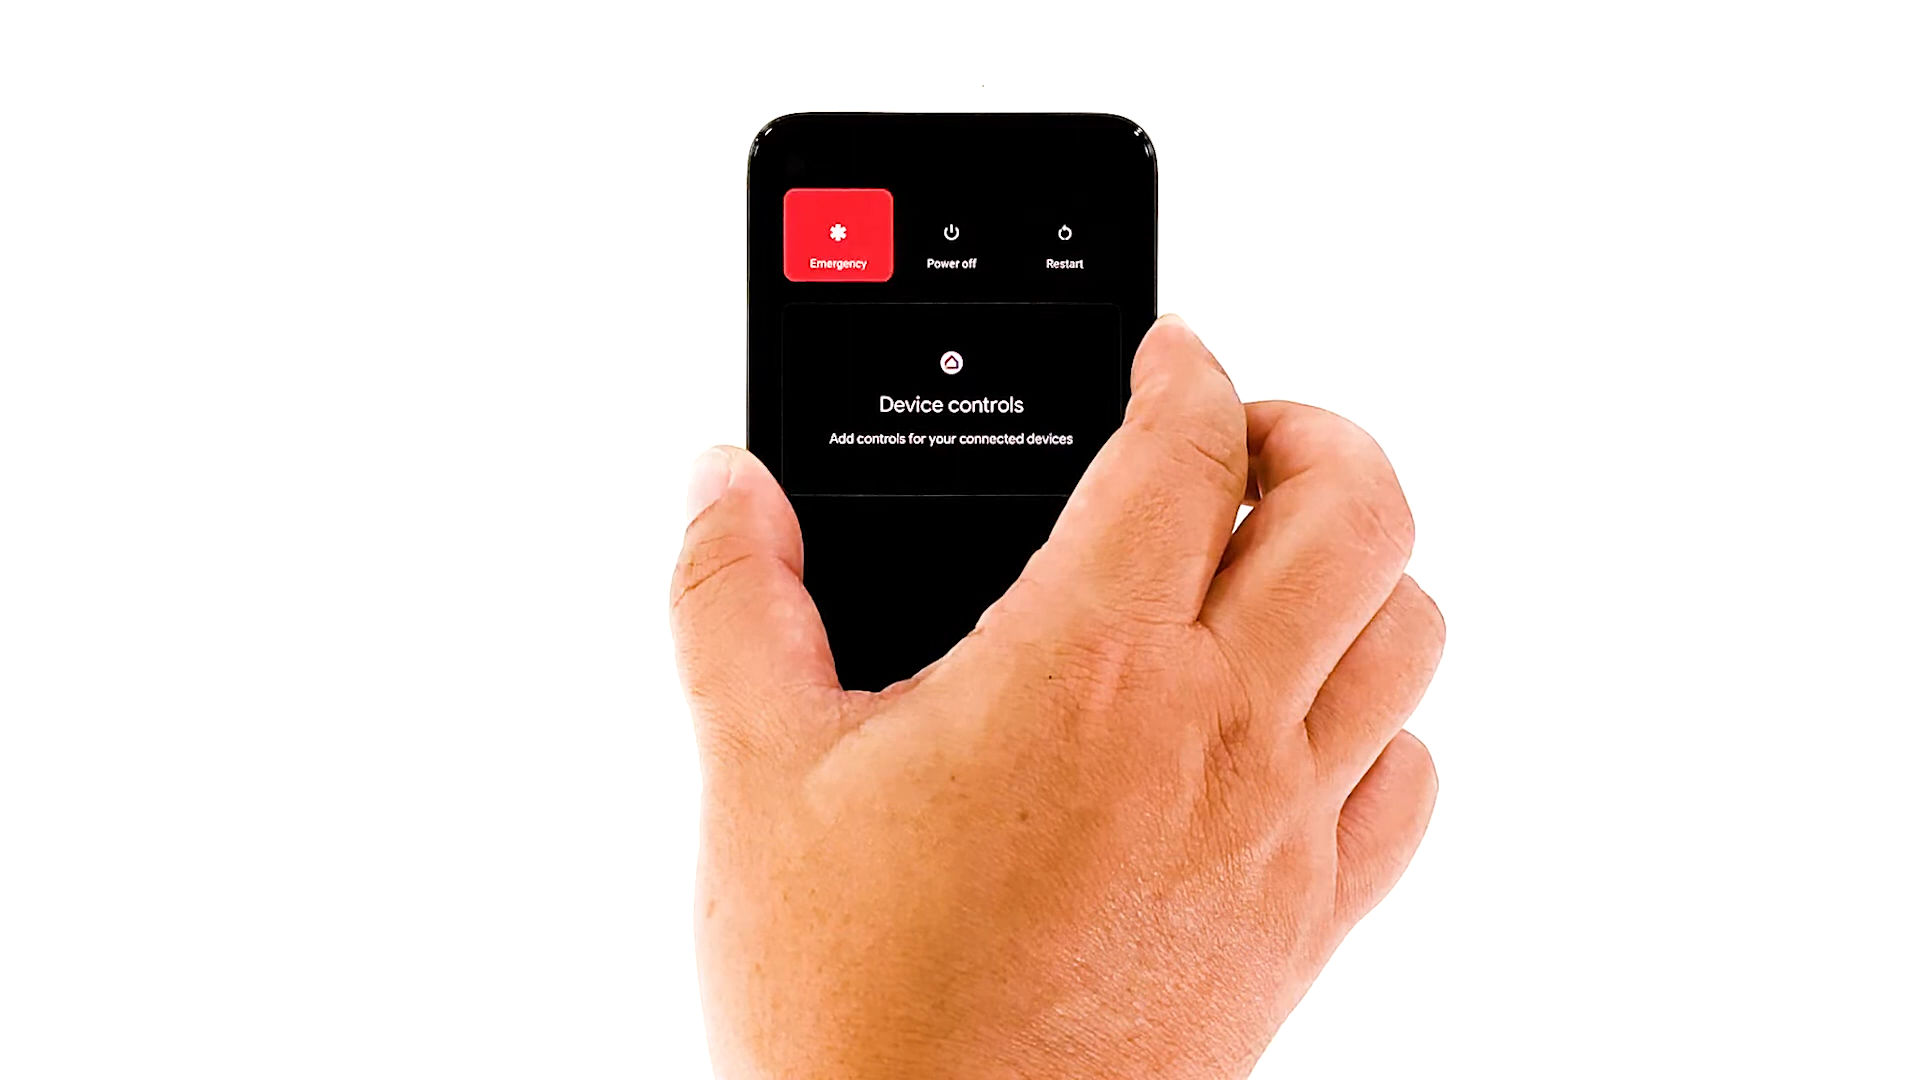 Emergency
Power off
Restart
Device controls
Add controls for your connected devices